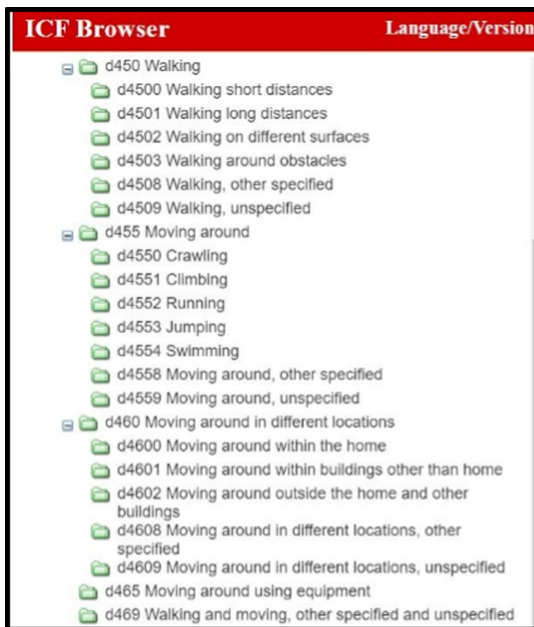 ICF Browser Language/Version
d450 Walking
d4500 Walking short distances
d4501 Walking long distances
d4502 Walking on different surfaces
d4503 Walking around obstacles
d4508 Walking, other specified
d4509 Walking, unspecified
d455 Moving around
d4550 Crawling
d4551 Climbing
d4552 Running
d4553 Jumping
d4554 Swimming
d4558 Moving around, other specified
d4559 Moving around, unspecified
d460 Moving around in different locations
d4600 Moving around within the home
d4601 Moving around within buildings other than home
d4602 Moving around outside the home and other
buildings
d4608 Moving around in different locations, other
specified
d4609 Moving around in different locations, unspecified
d465 Moving around using equipment
d469 Walking and moving, other specified and unspecified